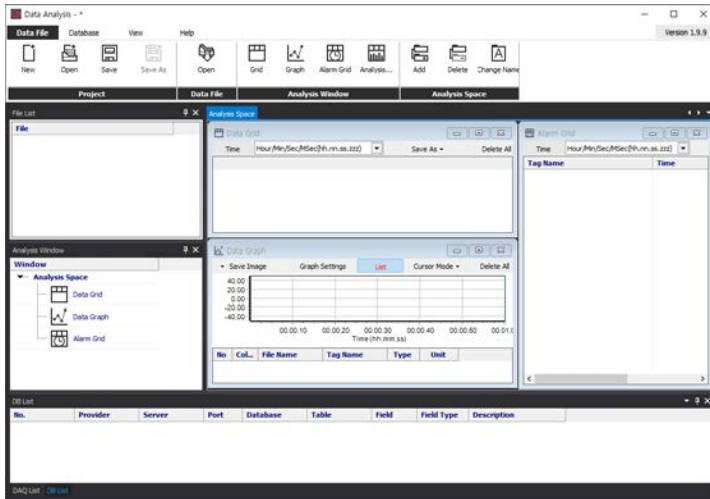 Data Analysis - *
Data File Database View Help Version 1.9.9
New Open Save Save As Open Grid Graph Alarm Grid Analysis... Add Delete Change Name
Project Data File Analysis Window Analysis Space
File List
File
Analysis Space
Data Grid
Time Hour/Min/Sec/MSec(hh.nn.ss.zzz) Save As Delete All
Alarm Grid
Time Hour/Min/Sec/MSec(hh.nn.ss.zzz)
Tag Name Time
Analysis Window
Window
Analysis Space
Data Grid
Data Graph
Alarm Grid
Data Graph
Save Image Graph Settings List Cursor Mode Delete All
40.00
20.00
0.00
-20.00
-40.00
00.00.10 00.00.20 00.00.30 00.00.40 00.00.50 00.01.0
Time (hh.mm.ss)
No Col... File Name Tag Name Type Unit
DB List
No. Provider Server Port Database Table Field Field Type Description
DAQ List DB List